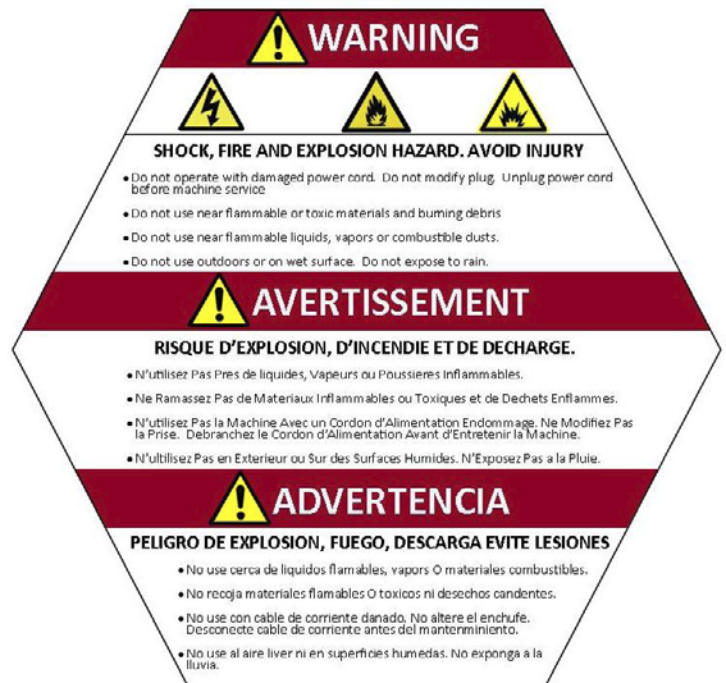 WARNING
SHOCK, FIRE AND EXPLOSION HAZARD. AVOID INJURY
• Do not operate with damaged power cord. Do not modify plug. Unplug power cord
before machine service
• Do not use near flammable or toxic materials and burning debris
• Do not use near flammable liquids, vapors or combustible dusts.
• Do not use outdoors or on wet surface. Do not expose to rain.
AVERTISSEMENT
RISQUE D'EXPLOSION, D'INCENDIE ET DE DECHARGE.
• N'utilisez Pas Pres de liquides, Vapeurs ou Poussieres Inflammables.
• Ne Ramassez Pas de Materiaux Inflammables ou Toxiques et de Dechets Enflammes.
• N'utilisez Pas la Machine Avec un Cordon d'Alimentation Endommage. Ne Modifiez Pas
la Prise. Debranchez le Cordon d'Alimentation Avant d'Entretenir la Machine.
• N'ultilisez Pas en Exterieur ou Sur des Surfaces Humides. N'Exposez Pas a la Pluie.
ADVERTENCIA
PELIGRO DE EXPLOSION, FUEGO, DESCARGA EVITE LESIONES
• No use cerca de liquidos flamables, vapors O materiales combustibles.
• No recoja materiales flamables O toxicos ni desechos candentes.
• No use con cable de corriente danado. No altere el enchufe.
Desconecte cable de corriente antes del mantenminiento.
• No use al aire liver ni en superficies humedas. No exponga a la
lluvia.